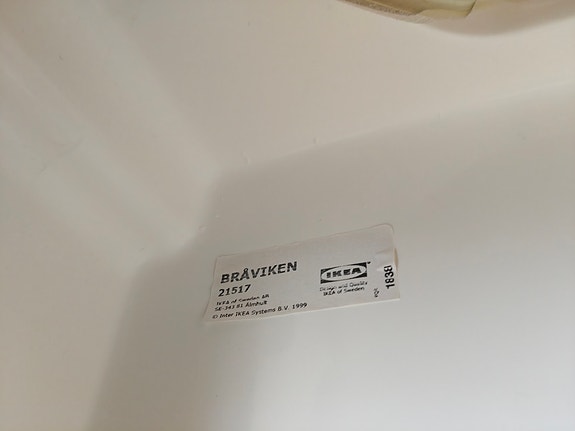 BRÅVIKEN
21517
IKEA of Sweden AB
SE-343 81 Älmhult
© Inter IKEA Systems B.V. 1999
IKEA
Design and Quality
IKEA of Sweden
1838